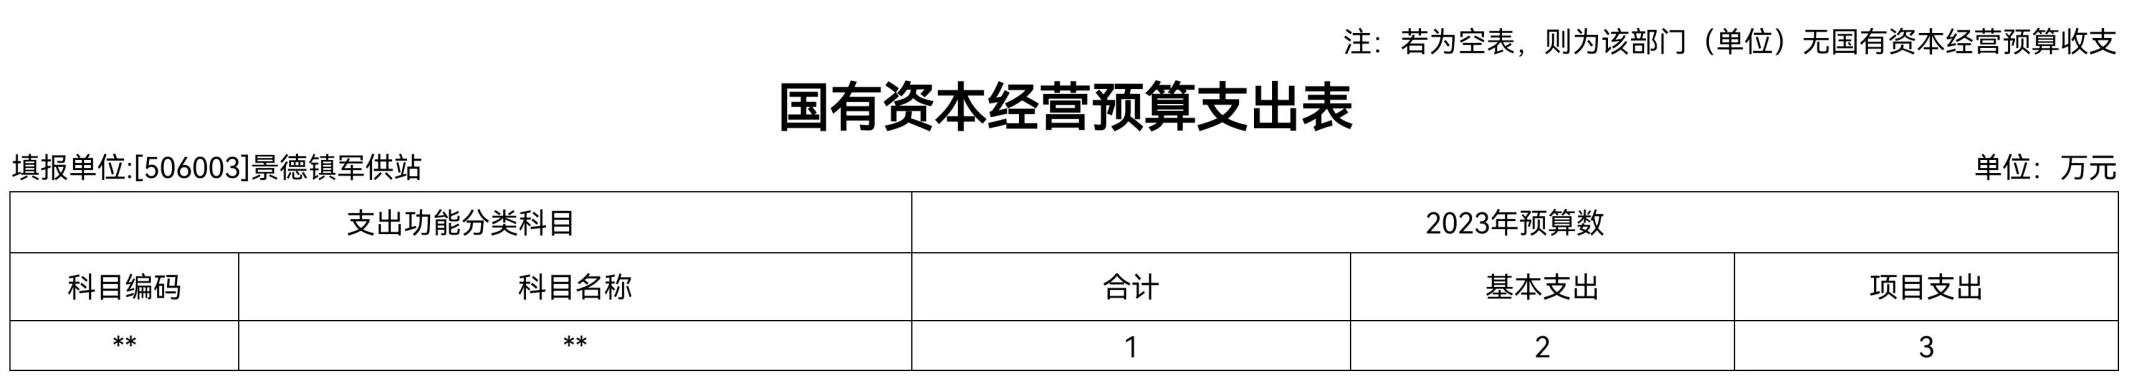 注：若为空表，则为该部门（单位）无国有资本经营预算收支
国有资本经营预算支出表
填报单位:[506003]景德镇军供站 单位：万元
支出功能分类科目 2023年预算数
科目编码 科目名称 合计 基本支出 项目支出
** ** 1 2 3